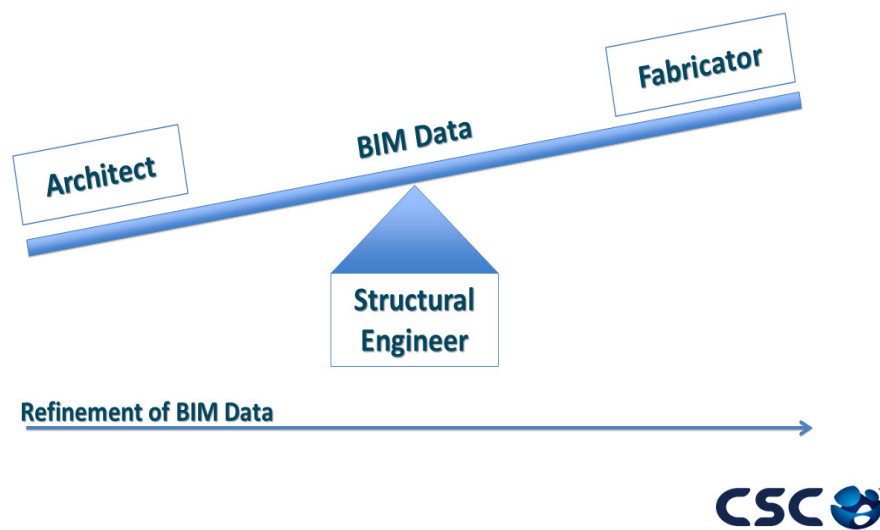 Fabricator
BIM Data
Architect
Structural
Engineer
Refinement of BIM Data
CSC